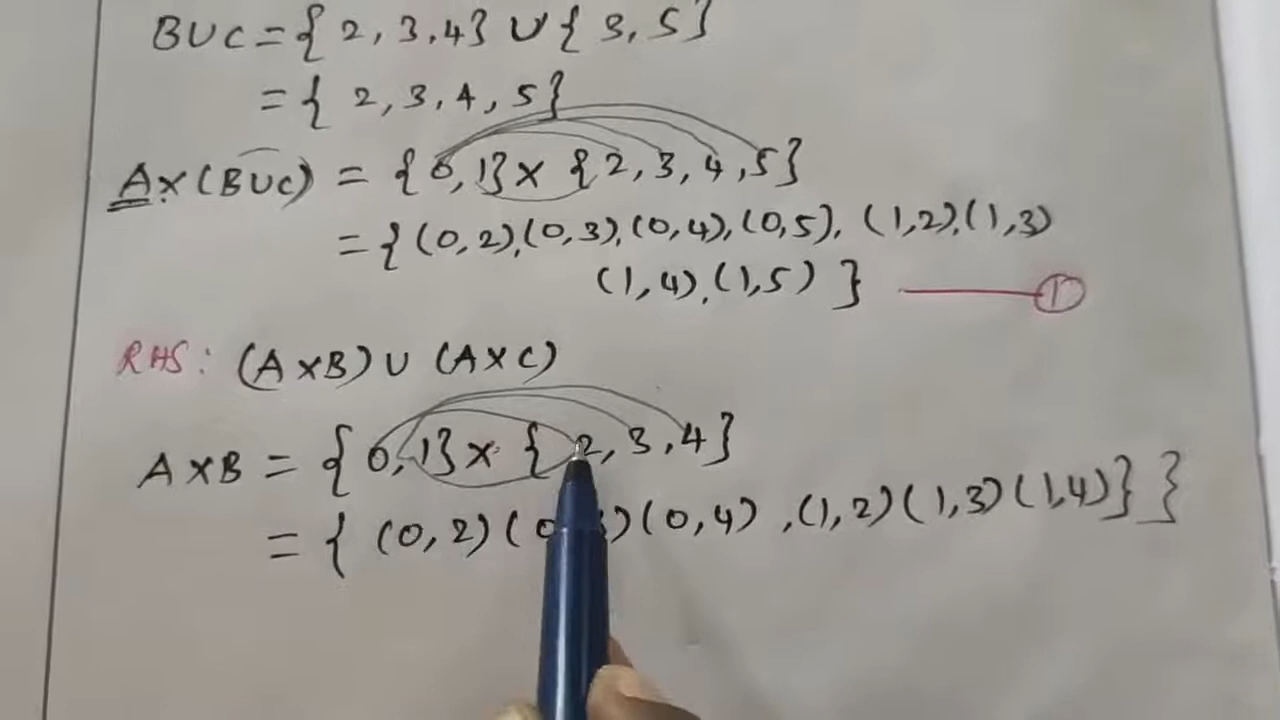 BUC = { 2, 3, 4} U { 3, 5}
= { 2, 3, 4, 5}
A x (BUC) = {0, 1} x {2, 3, 4, 5}
= { (0, 2), (0, 3), (0, 4), (0, 5), (1, 2), (1, 3)
(1, 4), (1, 5) } ①
RHS: (A x B) U (A x C)
A x B = {0, 1} x { 2, 3, 4}
= { (0, 2) (0 ) (0, 4) , (1, 2) (1, 3) (1, 4)} }